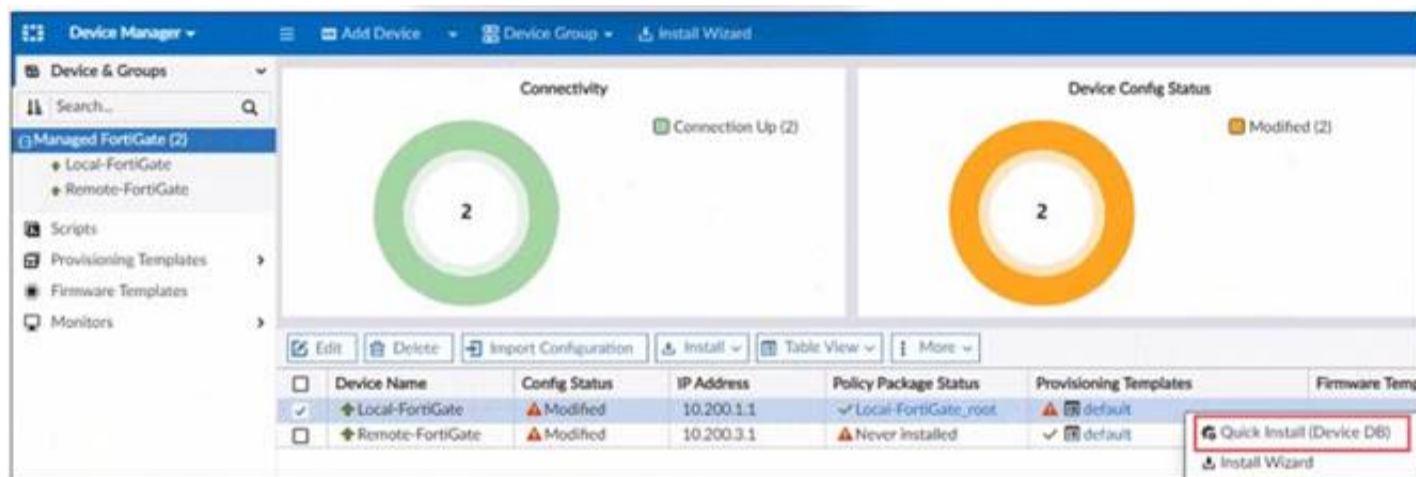 Device Manager
Add Device
Device Group
Install Wizard
Device & Groups
Search...
Managed FortiGate (2)
Local-FortiGate
Remote-FortiGate
Scripts
Provisioning Templates
Firmware Templates
Monitors
Connectivity
Connection Up (2)
2
Device Config Status
Modified (2)
2
Edit Delete Import Configuration Install Table View More
Device Name Config Status IP Address Policy Package Status Provisioning Templates Firmware Temp
Local-FortiGate Modified 10.200.1.1 Local-FortiGate_root default
Remote-FortiGate Modified 10.200.3.1 Never installed default
Quick Install (Device DB)
Install Wizard